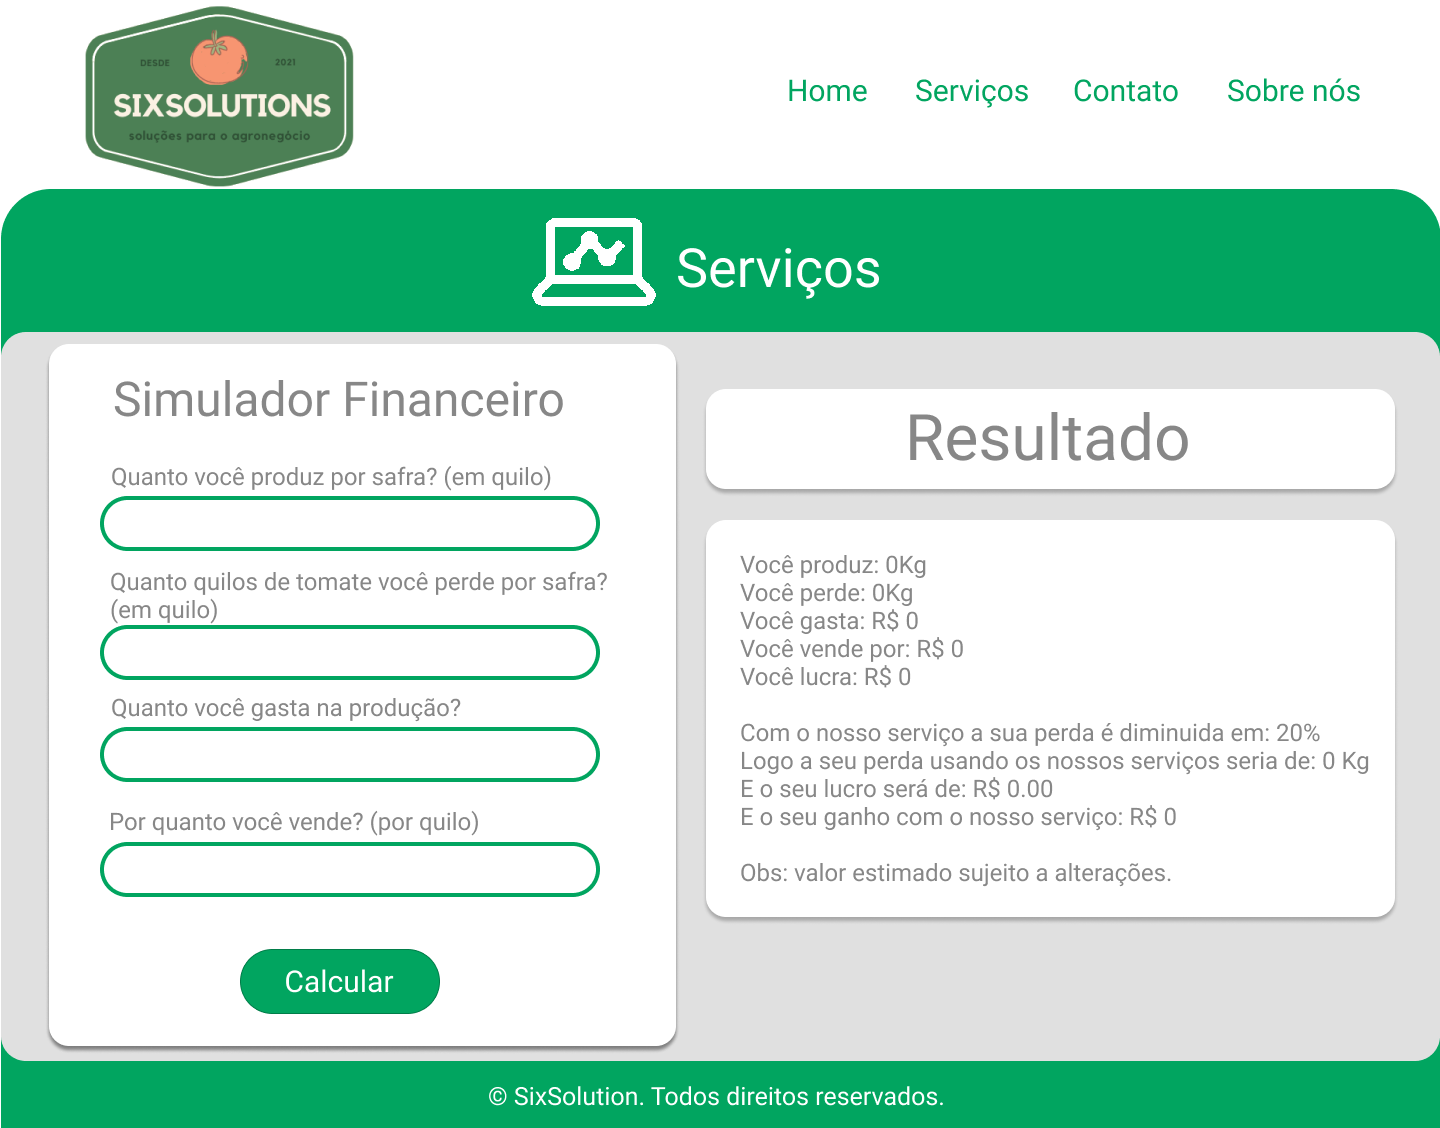 DESDE
2021
SIXSOLUTIONS
soluções para o agronegócio
Home
Serviços
Contato
Sobre nós
Serviços
Simulador Financeiro
Quanto você produz por safra? (em quilo)
Quanto quilos de tomate você perde por safra?
(em quilo)
Quanto você gasta na produção?
Por quanto você vende? (por quilo)
Calcular
Resultado
Você produz: 0Kg
Você perde: 0Kg
Você gasta: R$ 0
Você vende por: R$ 0
Você lucra: R$ 0
Com o nosso serviço a sua perda é diminuida em: 20%
Logo a seu perda usando os nossos serviços seria de: 0 Kg
E o seu lucro será de: R$ 0.00
E o seu ganho com o nosso serviço: R$ 0
Obs: valor estimado sujeito a alterações.
© SixSolution. Todos direitos reservados.